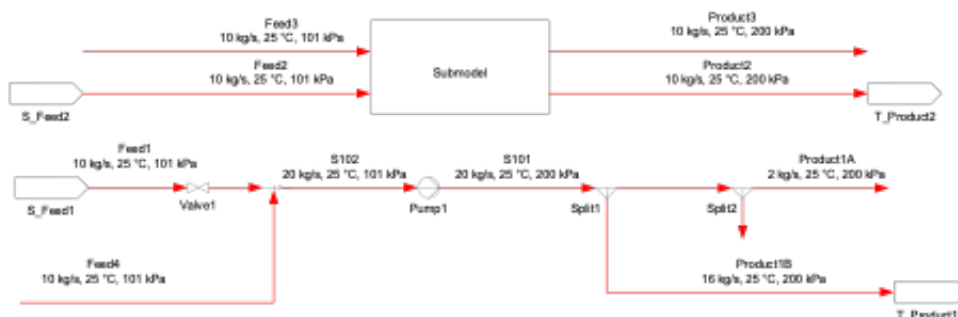 Feed3
10 kg/s, 25 °C, 101 kPa
Product3
10 kg/s, 25 °C, 200 kPa
Submodel
Feed2
10 kg/s, 25 °C, 101 kPa
Product2
10 kg/s, 25 °C, 200 kPa
S_Feed2
T_Product2
Feed1
10 kg/s, 25 °C, 101 kPa
S102
20 kg/s, 25 °C, 101 kPa
S101
20 kg/s, 25 °C, 200 kPa
Product1A
2 kg/s, 25 °C, 200 kPa
S_Feed1
Valve1
Pump1
Split1
Split2
Feed4
10 kg/s, 25 °C, 101 kPa
Product1B
16 kg/s, 25 °C, 200 kPa
T_Product1